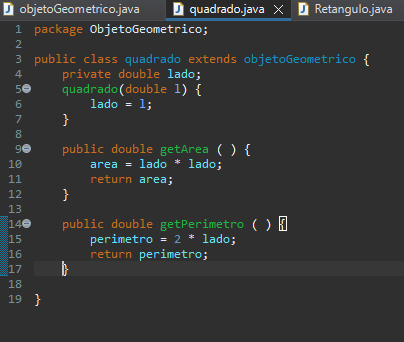 objetoGeometrico.java quadrado.java Retangulo.java
1 package ObjetoGeometrico;
2
3 public class quadrado extends objetoGeometrico {
4 private double lado;
5 quadrado(double l) {
6 lado = l;
7 }
8
9 public double getArea ( ) {
10 area = lado * lado;
11 return area;
12 }
13
14 public double getPerimetro ( ) {
15 perimetro = 2 * lado;
16 return perimetro;
17 }
18
19 }